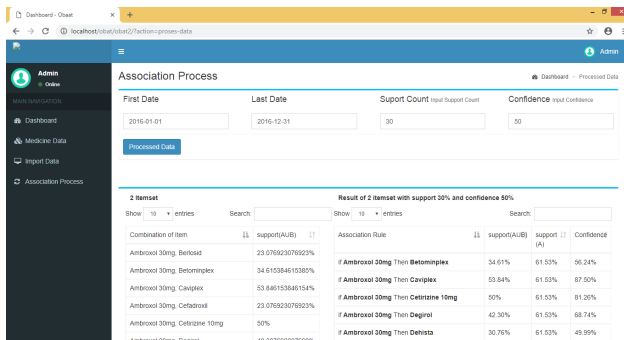 Dashboard - Obast
localhost/obat/obat2/?action=proses-data
Admin
Admin
Online
MAIN NAVIGATION
Dashboard
Medicine Data
Import Data
Association Process
Association Process
Dashboard > Processed Data
First Date Last Date Suport Count Input Support Count Confidence Input Confidence
2016-01-01 2016-12-31 30 50
Processed Data
2 Itemset
Show 10 entries Search:
Combination of Item support(AUB)
Ambroxol 30mg, Berlosid 23.076923076923%
Ambroxol 30mg, Betominplex 34.615384615385%
Ambroxol 30mg, Caviplex 53.846153846154%
Ambroxol 30mg, Cefadroxil 23.076923076923%
Ambroxol 30mg, Cetirizine 10mg 50%
Result of 2 itemset with support 30% and confidence 50%
Show 10 entries Search:
Association Rule support(AUB) support (A) Confidence
if Ambroxol 30mg Then Betominplex 34.61% 61.53% 56.24%
if Ambroxol 30mg Then Caviplex 53.84% 61.53% 87.50%
if Ambroxol 30mg Then Cetirizine 10mg 50% 61.53% 81.26%
if Ambroxol 30mg Then Degirol 42.30% 61.53% 68.74%
if Ambroxol 30mg Then Dehista 30.76% 61.53% 49.99%